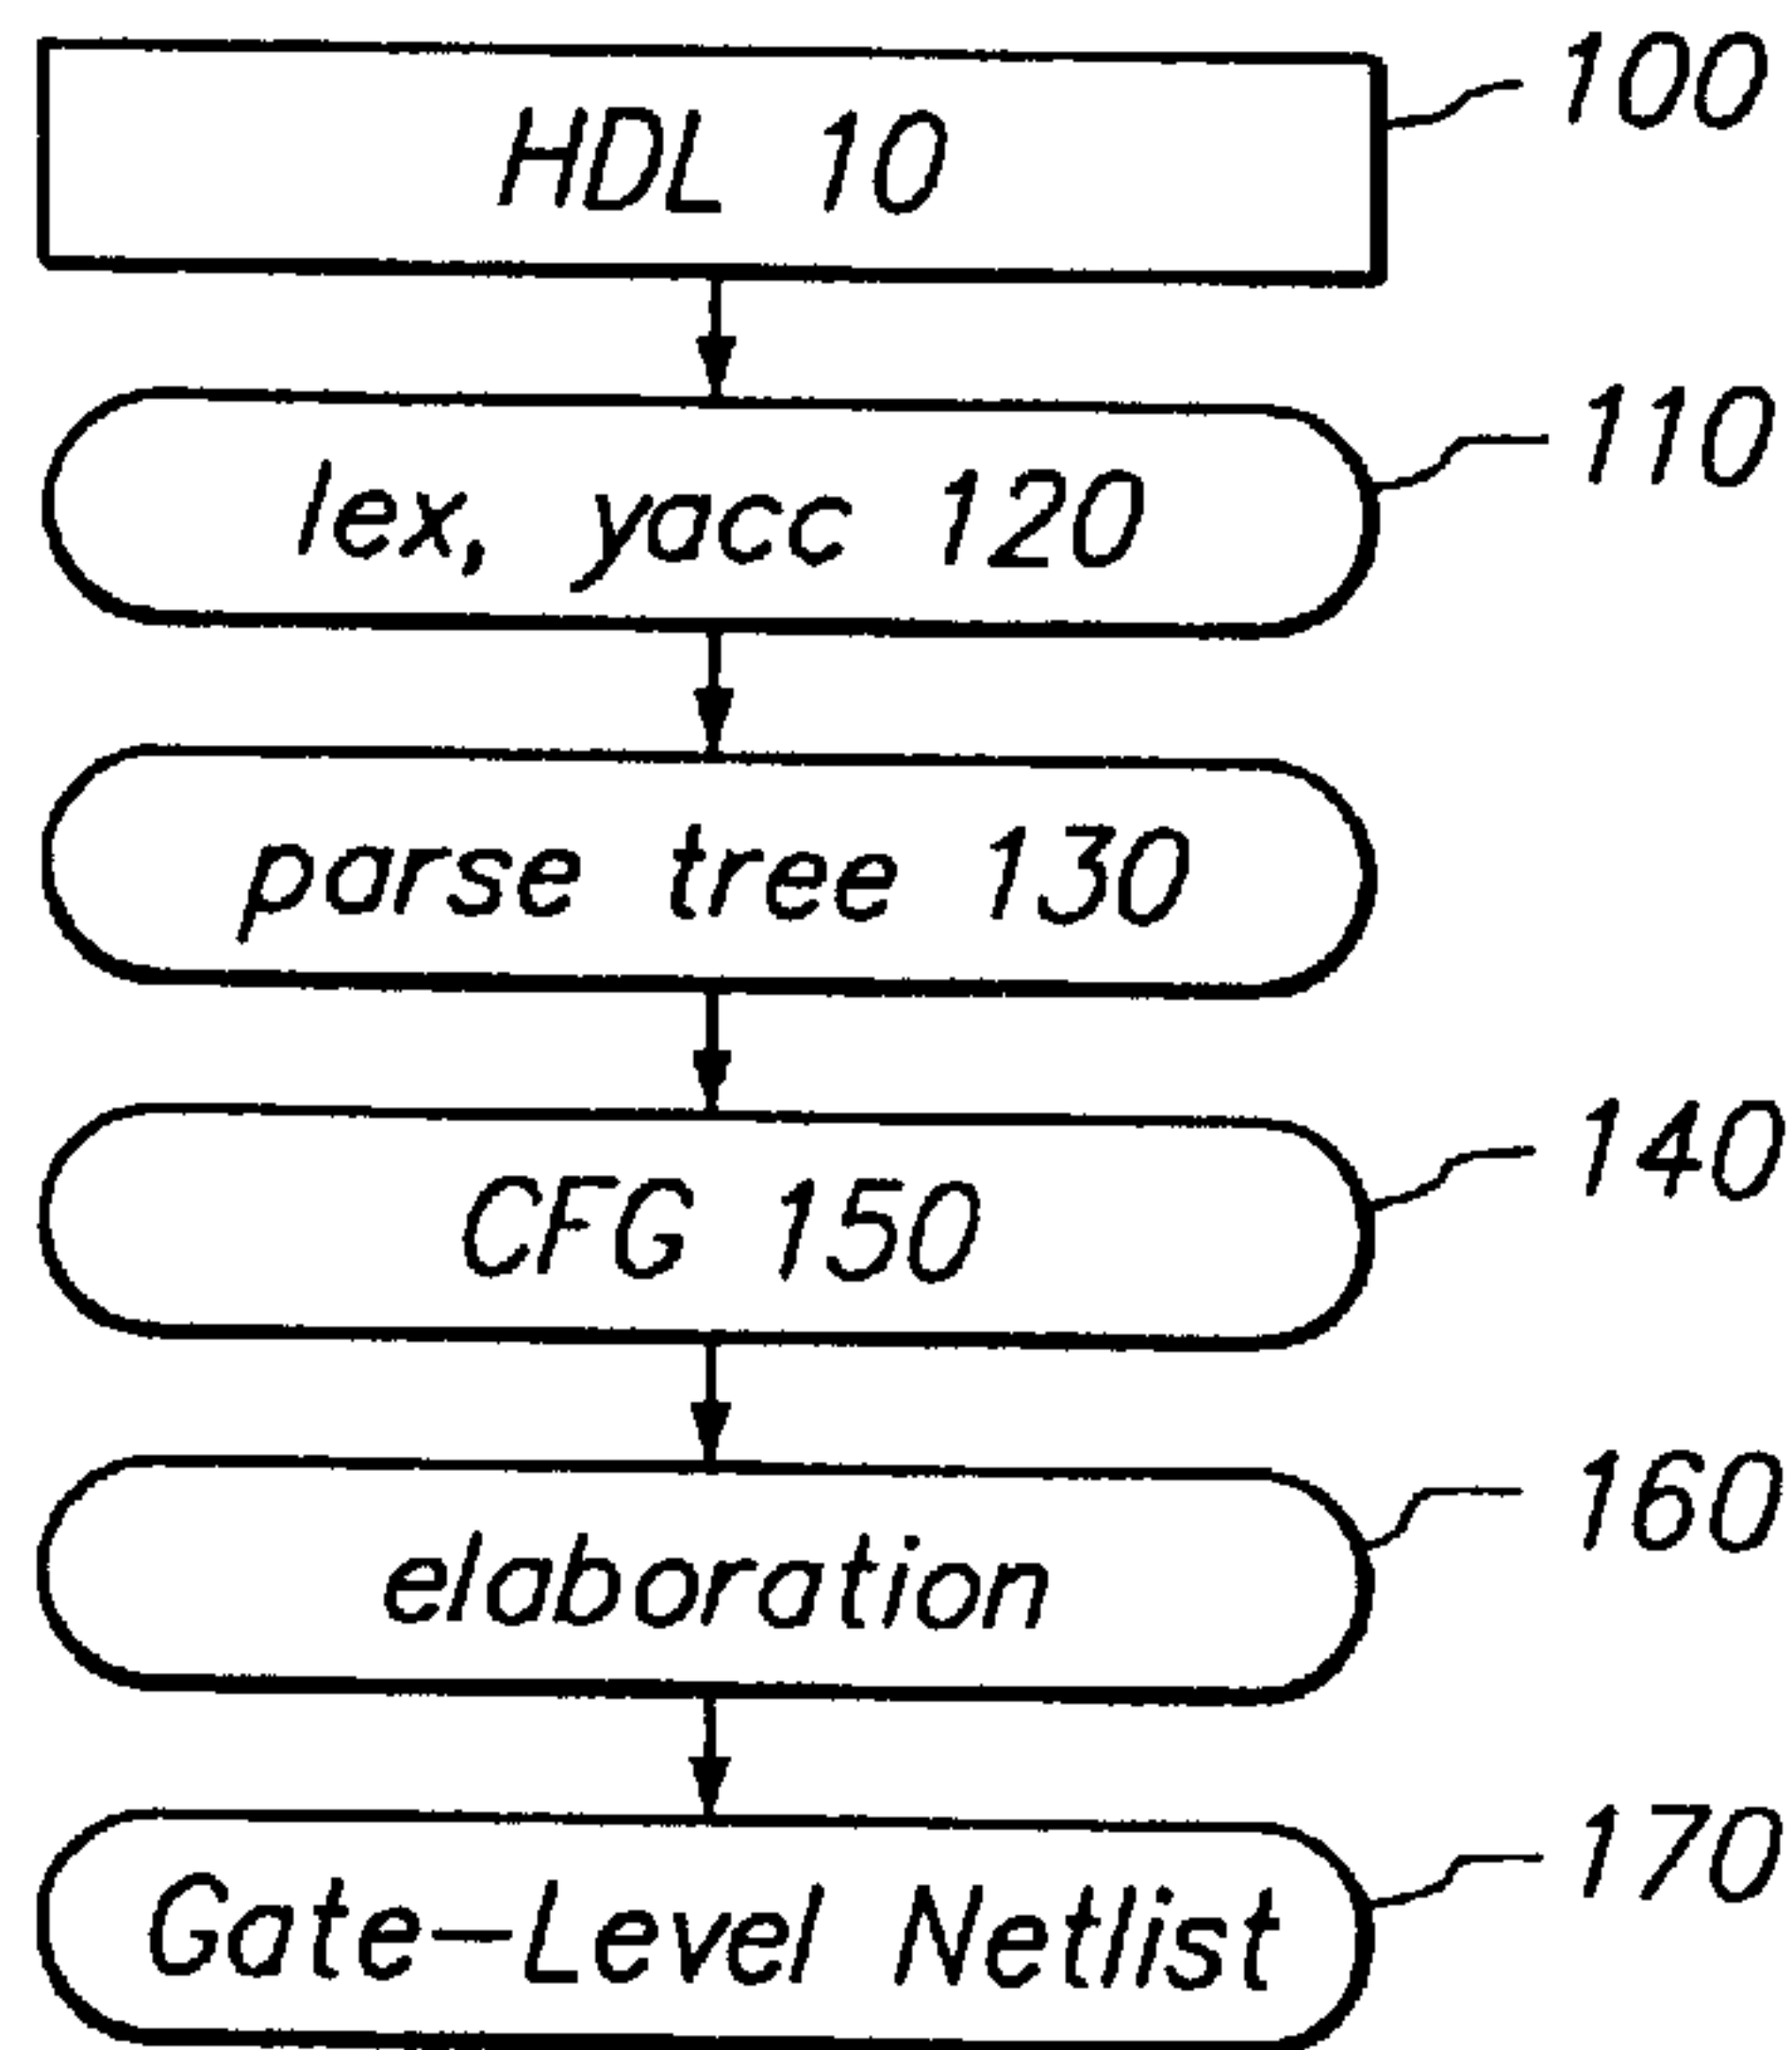 HDL 10
100
lex, yacc 120
110
parse tree 130
CFG 150
140
elaboration
160
Gate-Level Netlist
170